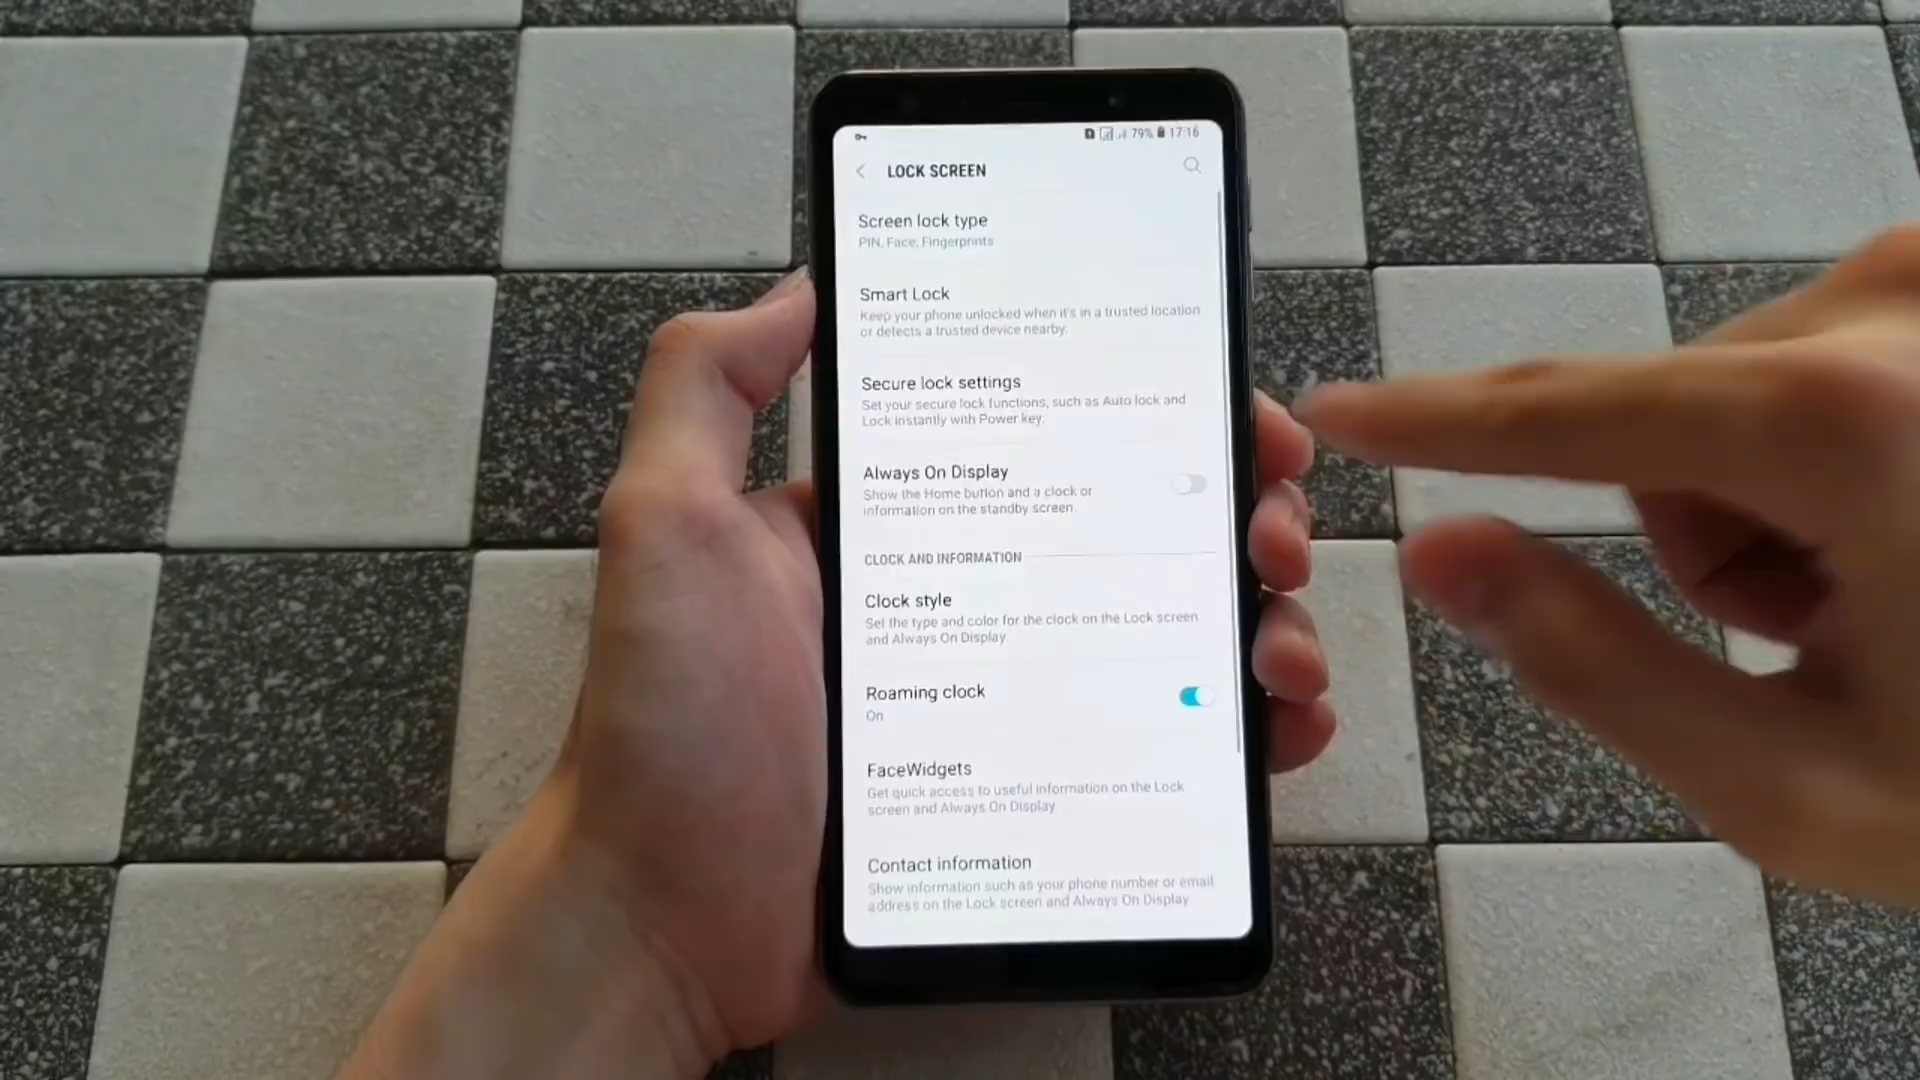 79% 17:16
LOCK SCREEN
Screen lock type
PIN, Face, Fingerprints
Smart Lock
Keep your phone unlocked when it's in a trusted location
or detects a trusted device nearby.
Secure lock settings
Set your secure lock functions, such as Auto lock and
Lock instantly with Power key.
Always On Display
Show the Home button and a clock or
information on the standby screen.
CLOCK AND INFORMATION
Clock style
Set the type and color for the clock on the Lock screen
and Always On Display.
Roaming clock
On
FaceWidgets
Get quick access to useful information on the Lock
screen and Always On Display.
Contact information
Show information such as your phone number or email
address on the Lock screen and Always On Display.